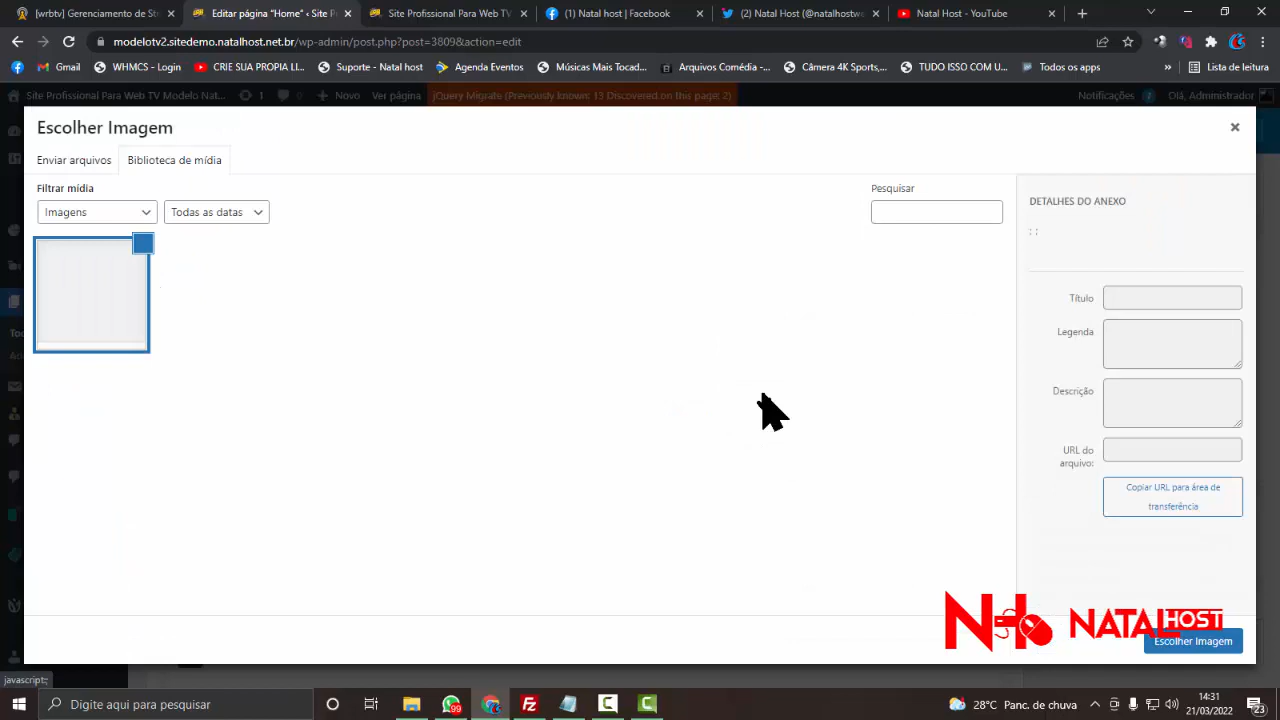 [wrbtv] Gerenciamento de Str
Editar página “Home” ‹ Site P
Site Profissional Para Web TV
(1) Natal host | Facebook
(2) Natal Host (@natalhostwe
Natal Host - YouTube
modelotv2.sitedemo.natalhost.net.br/wp-admin/post.php?post=3809&action=edit
Gmail
WHMCS - Login
CRIE SUA PROPIA LI...
Suporte - Natal host
Agenda Eventos
Músicas Mais Tocad...
Arquivos Comédia -...
Câmera 4K Sports,...
TUDO ISSO COM U...
Todos os apps
»
Lista de leitura
Site Profissional Para Web TV Modelo Nat...
1
0
Novo
Ver página
jQuery Migrate (Previously known: 13 Discovered on this page: 2)
Notificações
Olá, Administrador
Escolher Imagem
Enviar arquivos
Biblioteca de mídia
Filtrar mídia
Imagens
Todas as datas
Pesquisar
DETALHES DO ANEXO
: :
Título
Legenda
Descrição
URL do
arquivo:
Copiar URL para área de
transferência
NH
NATAL HOST
Escolher Imagem
javascript:
Digite aqui para pesquisar
99
28°C Panc. de chuva
14:31
21/03/2022
23